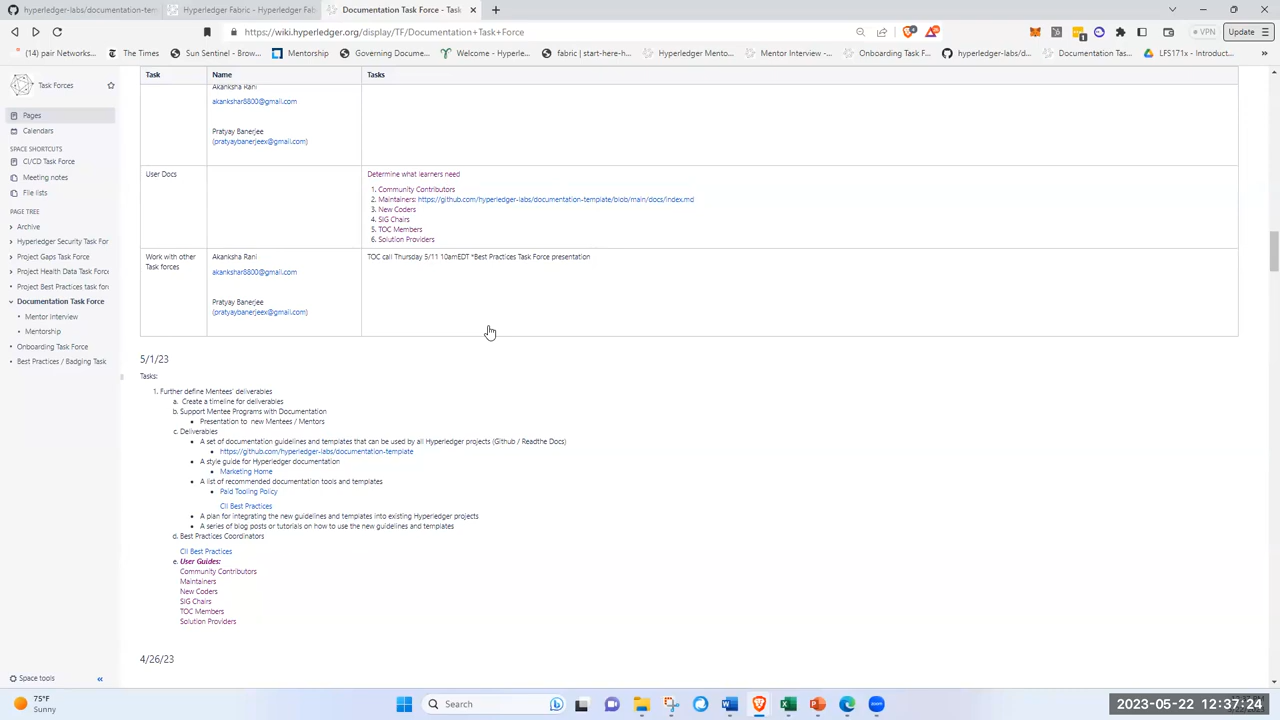 hyperledger-labs/documentation-tem
Hyperledger Fabric - Hyperledger Fab
Documentation Task Force - Task
https://wiki.hyperledger.org/display/TF/Documentation+Task+Force
VPN
Update
(14) pair Networks...
The Times
Sun Sentinel - Brow...
Mentorship
Governing Docume...
Welcome - Hyperle...
fabric | start-here-h...
Hyperledger Mento...
Mentor Interview -...
Onboarding Task F...
hyperledger-labs/d...
Documentation Tas...
LFS171x - Introduct...
Task Forces
Pages
Calendars
SPACE SHORTCUTS
CI/CD Task Force
Meeting notes
File lists
PAGE TREE
Archive
Hyperledger Security Task For
Project Gaps Task Force
Project Health Data Task Force
Project Best Practices task for
Documentation Task Force
Mentor Interview
Mentorship
Onboarding Task Force
Best Practices / Badging Task
Space tools
Task
Name
Tasks
Akanksha Rani
akankshar8800@gmail.com
Pratyay Banerjee
(pratyaybanerjeex@gmail.com)
User Docs
Determine what learners need
1. Community Contributors
2. Maintainers: https://github.com/hyperledger-labs/documentation-template/blob/main/docs/index.md
3. New Coders
4. SIG Chairs
5. TOC Members
6. Solution Providers
Work with other
Task forces
Akanksha Rani
akankshar8800@gmail.com
Pratyay Banerjee
(pratyaybanerjeex@gmail.com)
TOC call Thursday 5/11 10amEDT *Best Practices Task Force presentation
5/1/23
Tasks:
1. Further define Mentees' deliverables
a. Create a timeline for deliverables
b. Support Mentee Programs with Documentation
• Presentation to new Mentees / Mentors
c. Deliverables
• A set of documentation guidelines and templates that can be used by all Hyperledger projects (Github / Readthe Docs)
• https://github.com/hyperledger-labs/documentation-template
• A style guide for Hyperledger documentation
• Marketing Home
• A list of recommended documentation tools and templates
• Paid Tooling Policy
CII Best Practices
• A plan for integrating the new guidelines and templates into existing Hyperledger projects
• A series of blog posts or tutorials on how to use the new guidelines and templates
d. Best Practices Coordinators
CII Best Practices
e. User Guides:
Community Contributors
Maintainers
New Coders
SIG Chairs
TOC Members
Solution Providers
4/26/23
75°F
Sunny
Search
2023-05-22 12:37:24